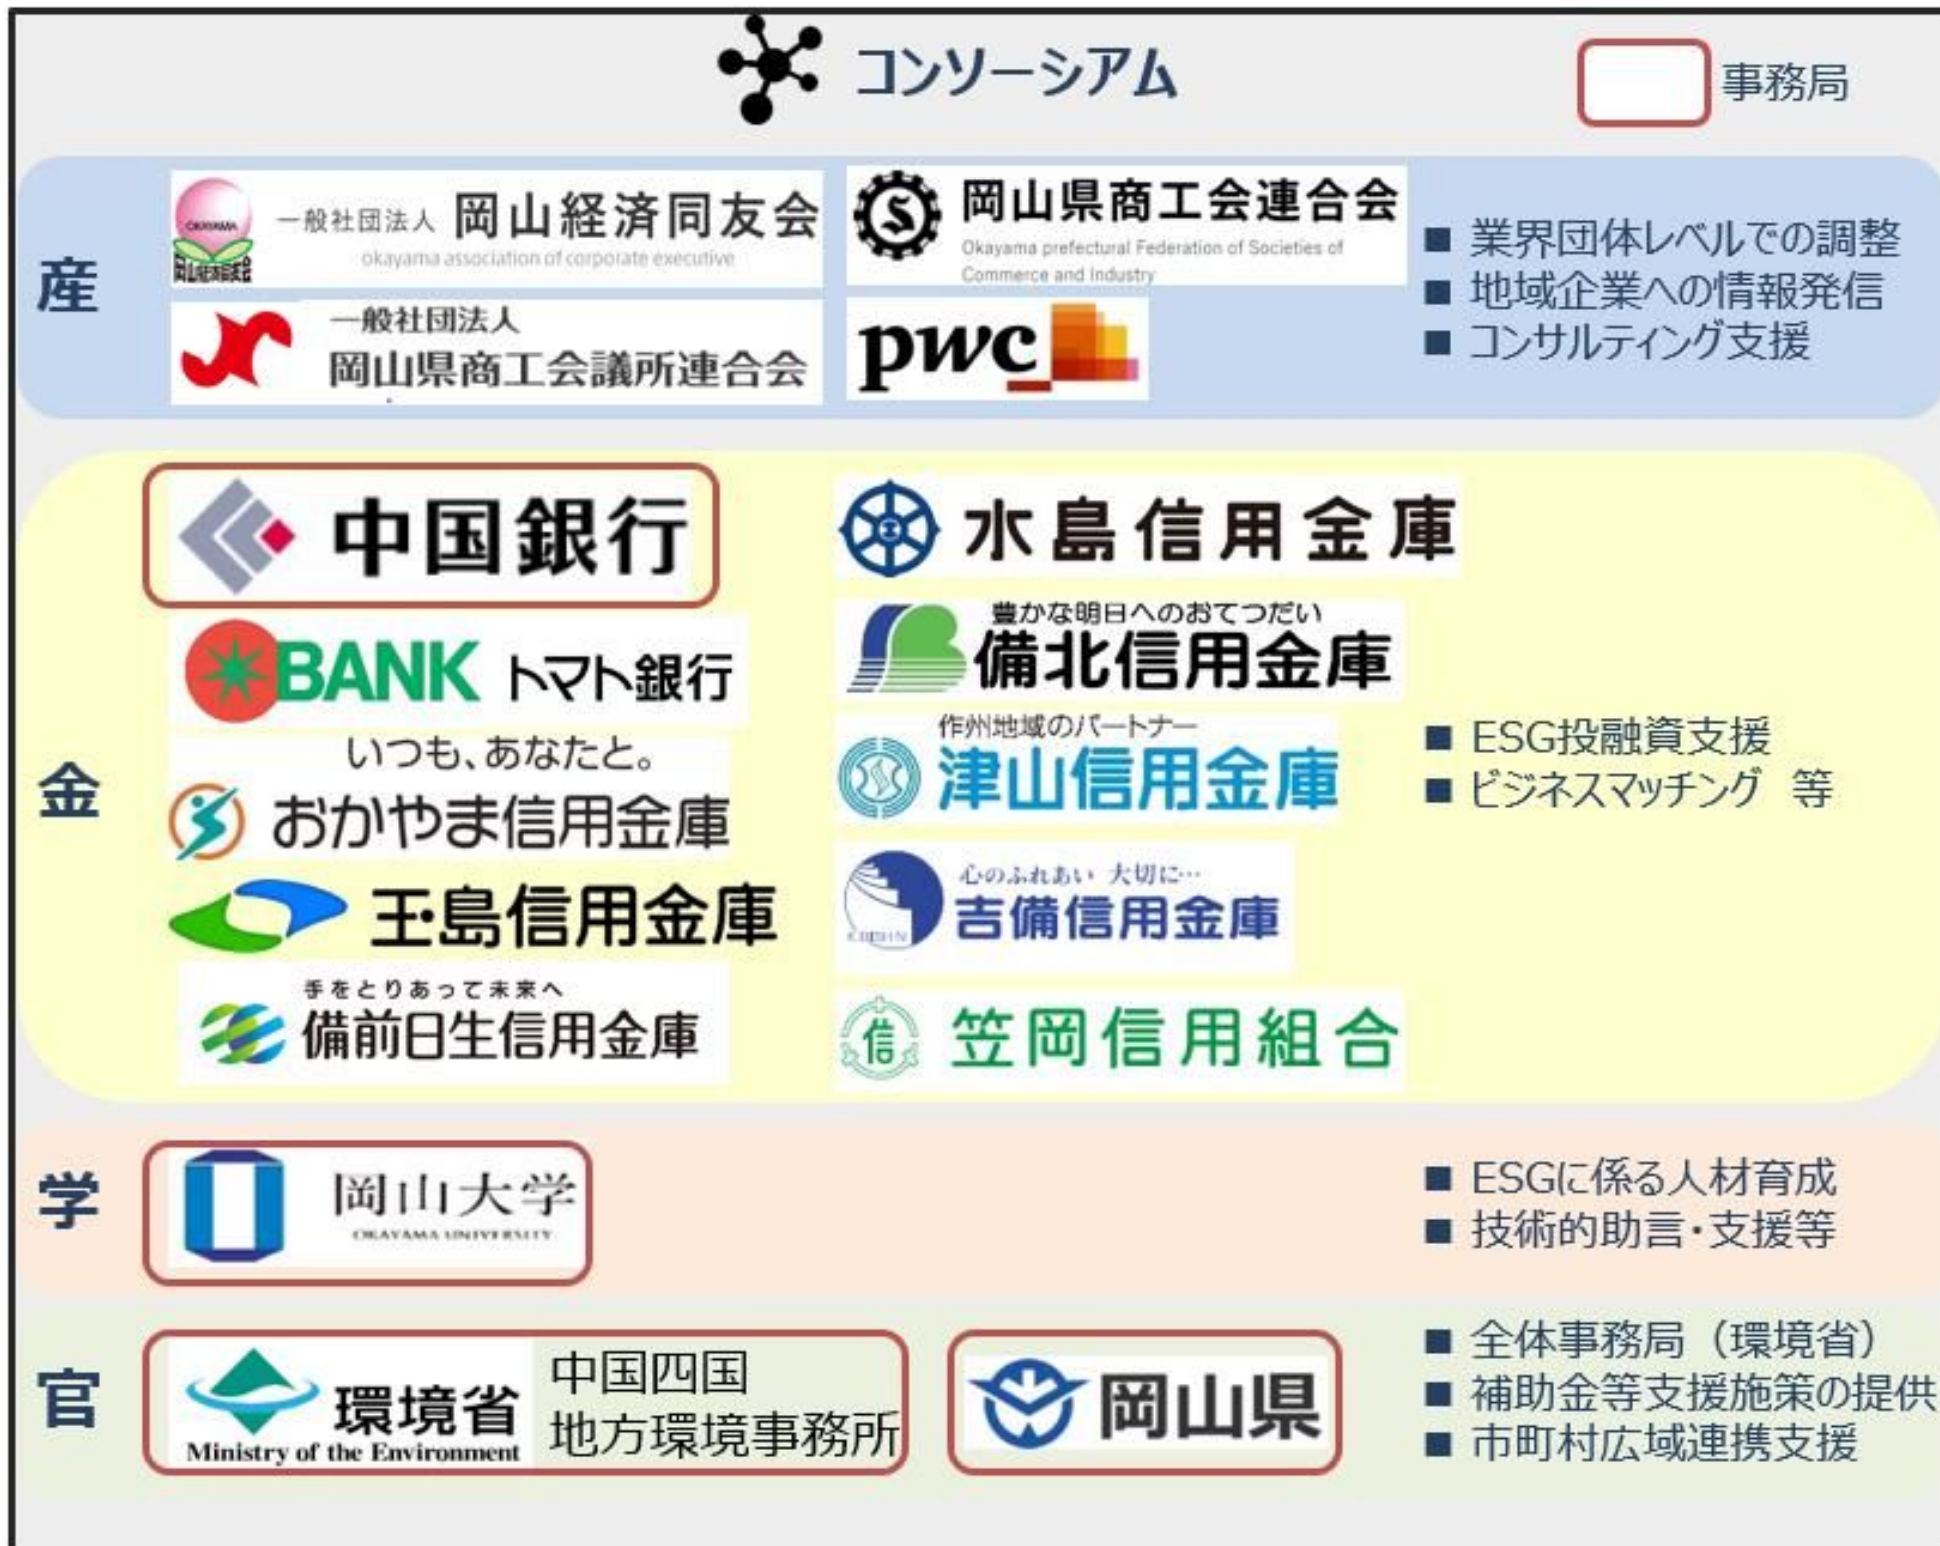 コンソーシアム
事務局
産
OKAYAMA
岡山経済同友会
一般社団法人 岡山経済同友会
okayama association of corporate executive
岡山県商工会連合会
Okayama prefectural Federation of Societies of
Commerce and Industry
一般社団法人
岡山県商工会議所連合会
pwc
■ 業界団体レベルでの調整
■ 地域企業への情報発信
■ コンサルティング支援
金
中国銀行
BANK トマト銀行
いつも、あなたと。
おかやま信用金庫
玉島信用金庫
手をとりあって未来へ
備前日生信用金庫
水島信用金庫
豊かな明日へのおてつだい
備北信用金庫
作州地域のパートナー
津山信用金庫
心のふれあい 大切に…
吉備信用金庫
信 笠岡信用組合
■ ESG投融資支援
■ ビジネスマッチング 等
学
岡山大学
OKAYAMA UNIVERSITY
■ ESGに係る人材育成
■ 技術的助言・支援等
官
環境省
Ministry of the Environment
中国四国
地方環境事務所
岡山県
■ 全体事務局（環境省）
■ 補助金等支援施策の提供
■ 市町村広域連携支援